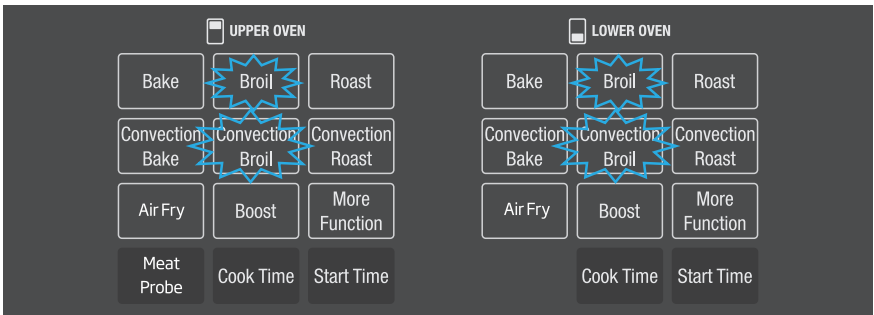 UPPER OVEN
Bake
Broil
Roast
Convection
Bake
Convection
Broil
Convection
Roast
Air Fry
Boost
More
Function
Meat
Probe
Cook Time
Start Time
LOWER OVEN
Bake
Broil
Roast
Convection
Bake
Convection
Broil
Convection
Roast
Air Fry
Boost
More
Function
Cook Time
Start Time